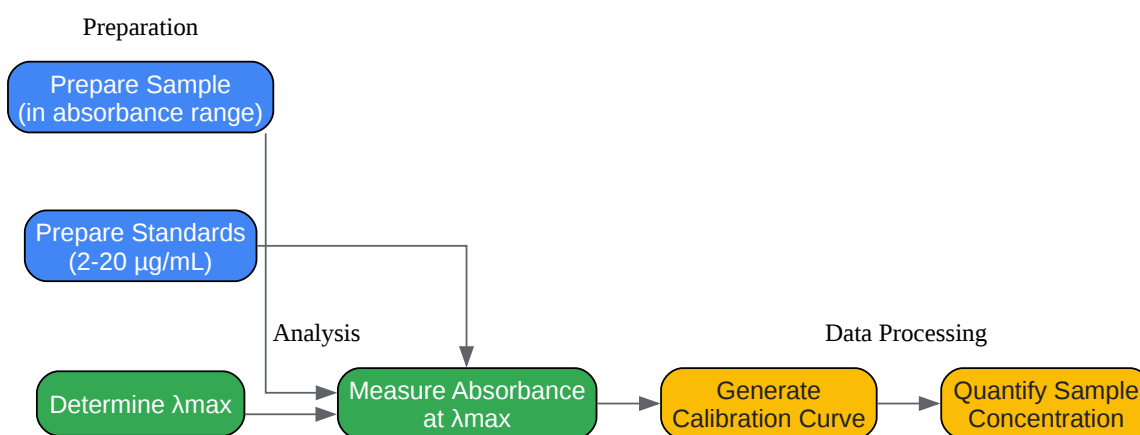 Preparation
Prepare Sample
(in absorbance range)
Prepare Standards
(2-20 µg/mL)
Analysis
Data Processing
Determine λmax
Measure Absorbance
at λmax
Generate
Calibration Curve
Quantify Sample
Concentration